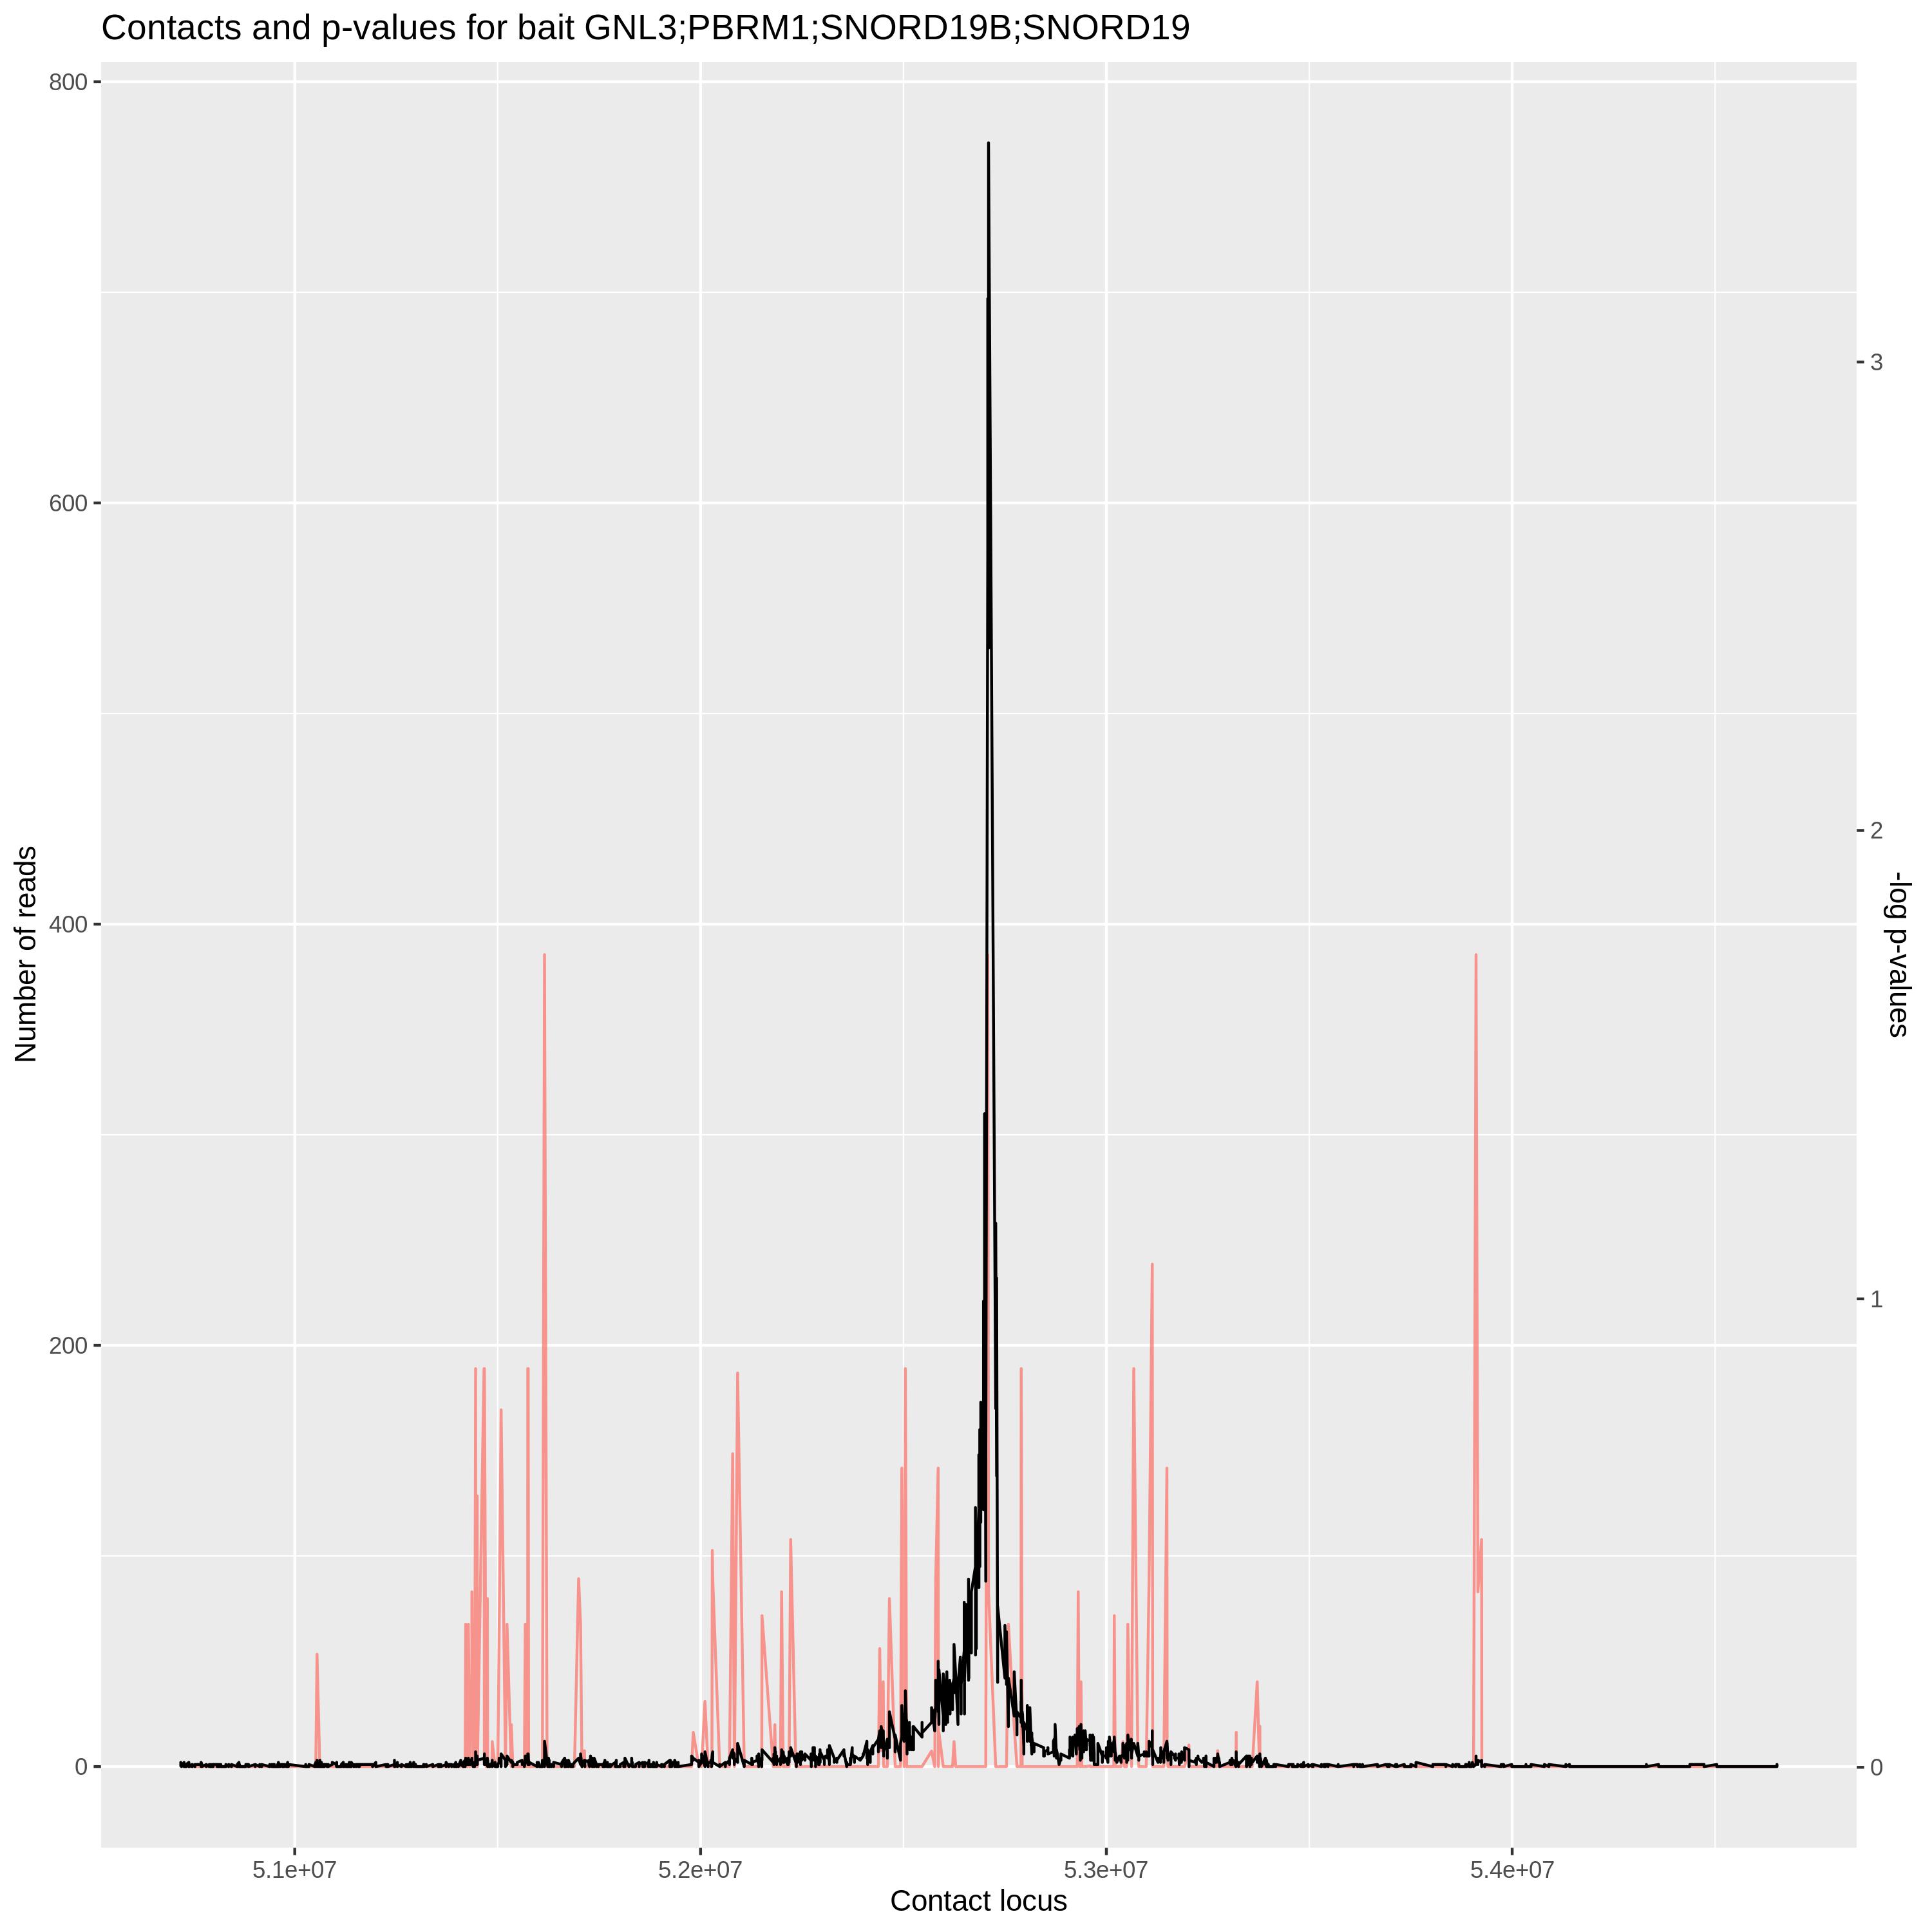 Contacts and p-values for bait GNL3;PBRM1;SNORD19B;SNORD19
800
600
400
200
0
3
2
1
0
Number of reads
-log p-values
5.1e+07
5.2e+07
5.3e+07
5.4e+07
Contact locus